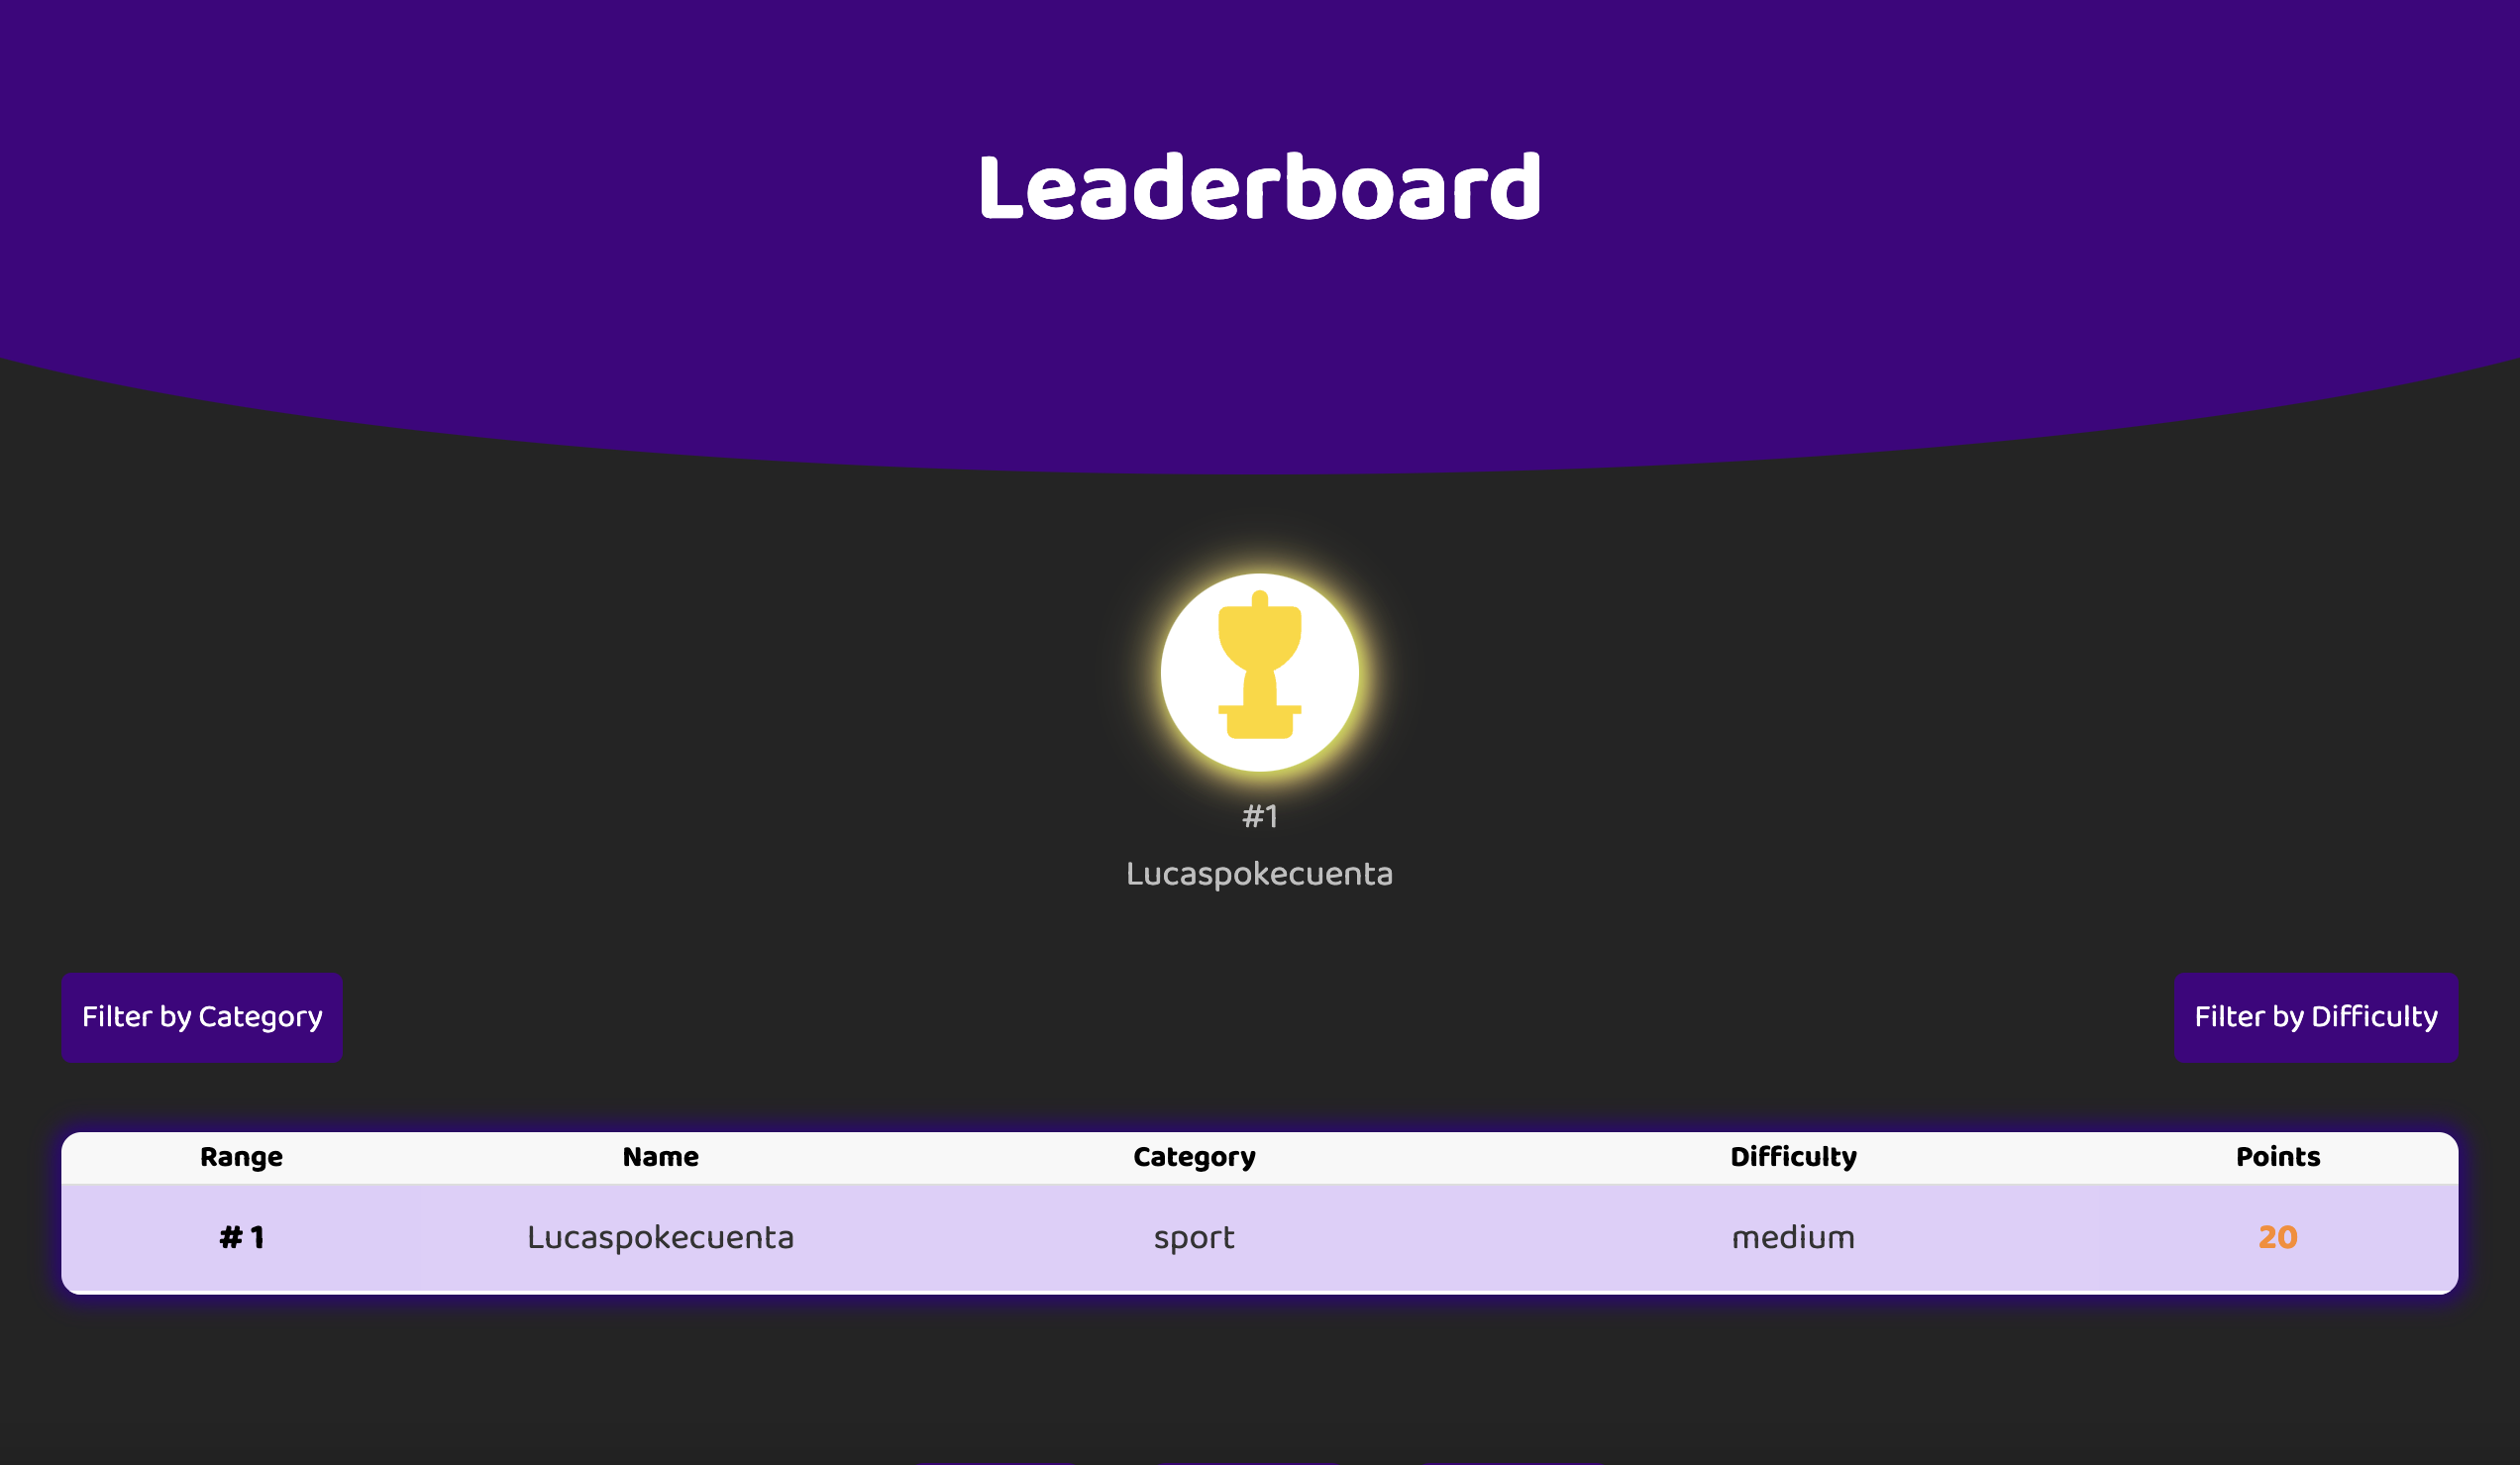 Leaderboard
#1
Lucaspokecuenta
Filter by Category Filter by Difficulty
Range Name Category Difficulty Points
# 1 Lucaspokecuenta sport medium 20